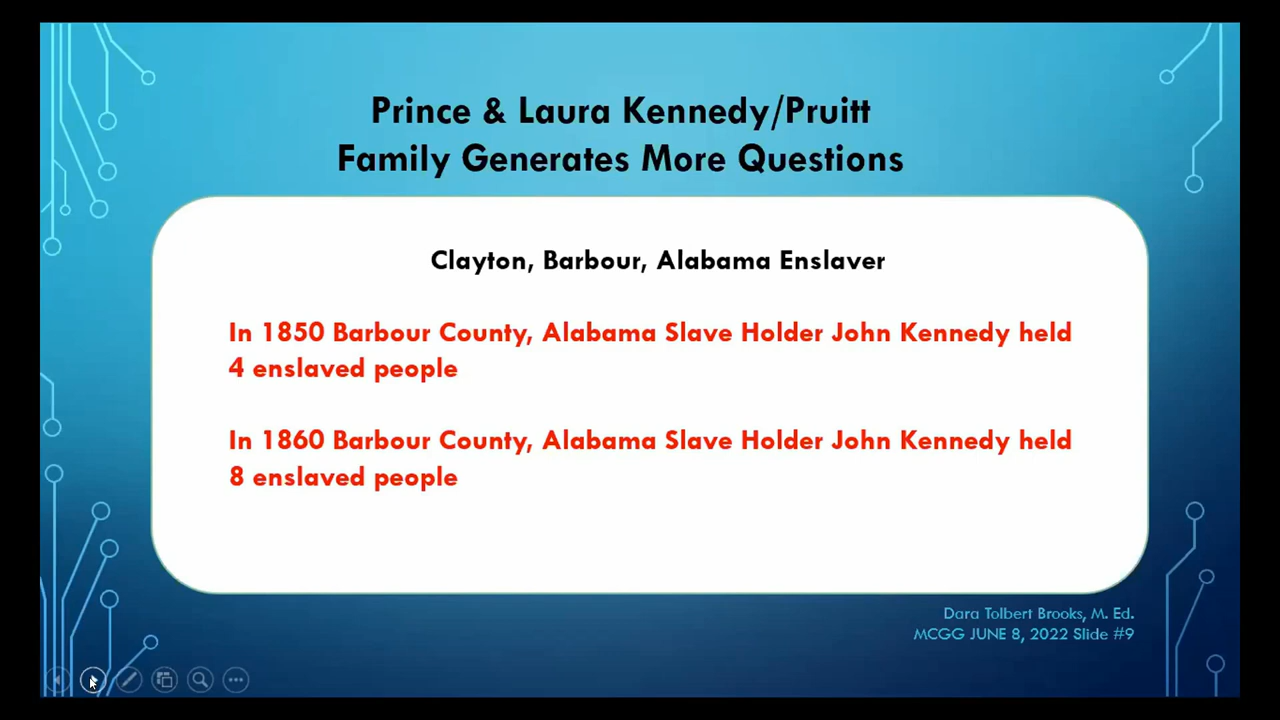 Prince & Laura Kennedy/Pruitt
Family Generates More Questions
Clayton, Barbour, Alabama Enslaver
In 1850 Barbour County, Alabama Slave Holder John Kennedy held
4 enslaved people
In 1860 Barbour County, Alabama Slave Holder John Kennedy held
8 enslaved people
Dara Tolbert Brooks, M. Ed.
MCGG JUNE 8, 2022 Slide #9